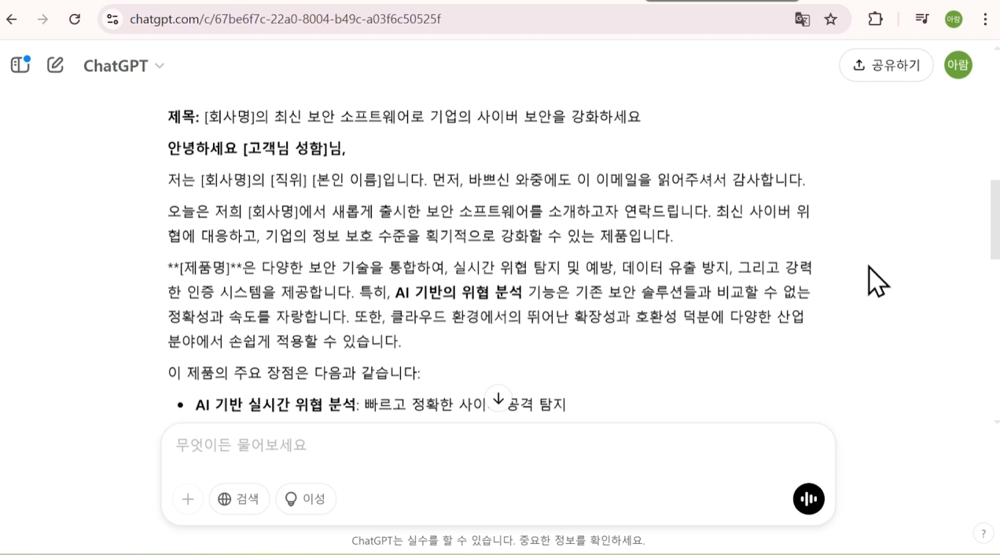 chatgpt.com/c/67be6f7c-22a0-8004-b49c-a03f6c50525f
아람
ChatGPT
공유하기
아람
제목: [회사명]의 최신 보안 소프트웨어로 기업의 사이버 보안을 강화하세요
안녕하세요 [고객님 성함]님,
저는 [회사명]의 [직위] [본인 이름]입니다. 먼저, 바쁘신 와중에도 이 이메일을 읽어주셔서 감사합니다.
오늘은 저희 [회사명]에서 새롭게 출시한 보안 소프트웨어를 소개하고자 연락드립니다. 최신 사이버 위
협에 대응하고, 기업의 정보 보호 수준을 획기적으로 강화할 수 있는 제품입니다.
**[제품명]**은 다양한 보안 기술을 통합하여, 실시간 위협 탐지 및 예방, 데이터 유출 방지, 그리고 강력
한 인증 시스템을 제공합니다. 특히, AI 기반의 위협 분석 기능은 기존 보안 솔루션들과 비교할 수 없는
정확성과 속도를 자랑합니다. 또한, 클라우드 환경에서의 뛰어난 확장성과 호환성 덕분에 다양한 산업
분야에서 손쉽게 적용할 수 있습니다.
이 제품의 주요 장점은 다음과 같습니다:
• AI 기반 실시간 위협 분석: 빠르고 정확한 사이 공격 탐지
무엇이든 물어보세요
검색
이성
ChatGPT는 실수를 할 수 있습니다. 중요한 정보를 확인하세요.
?